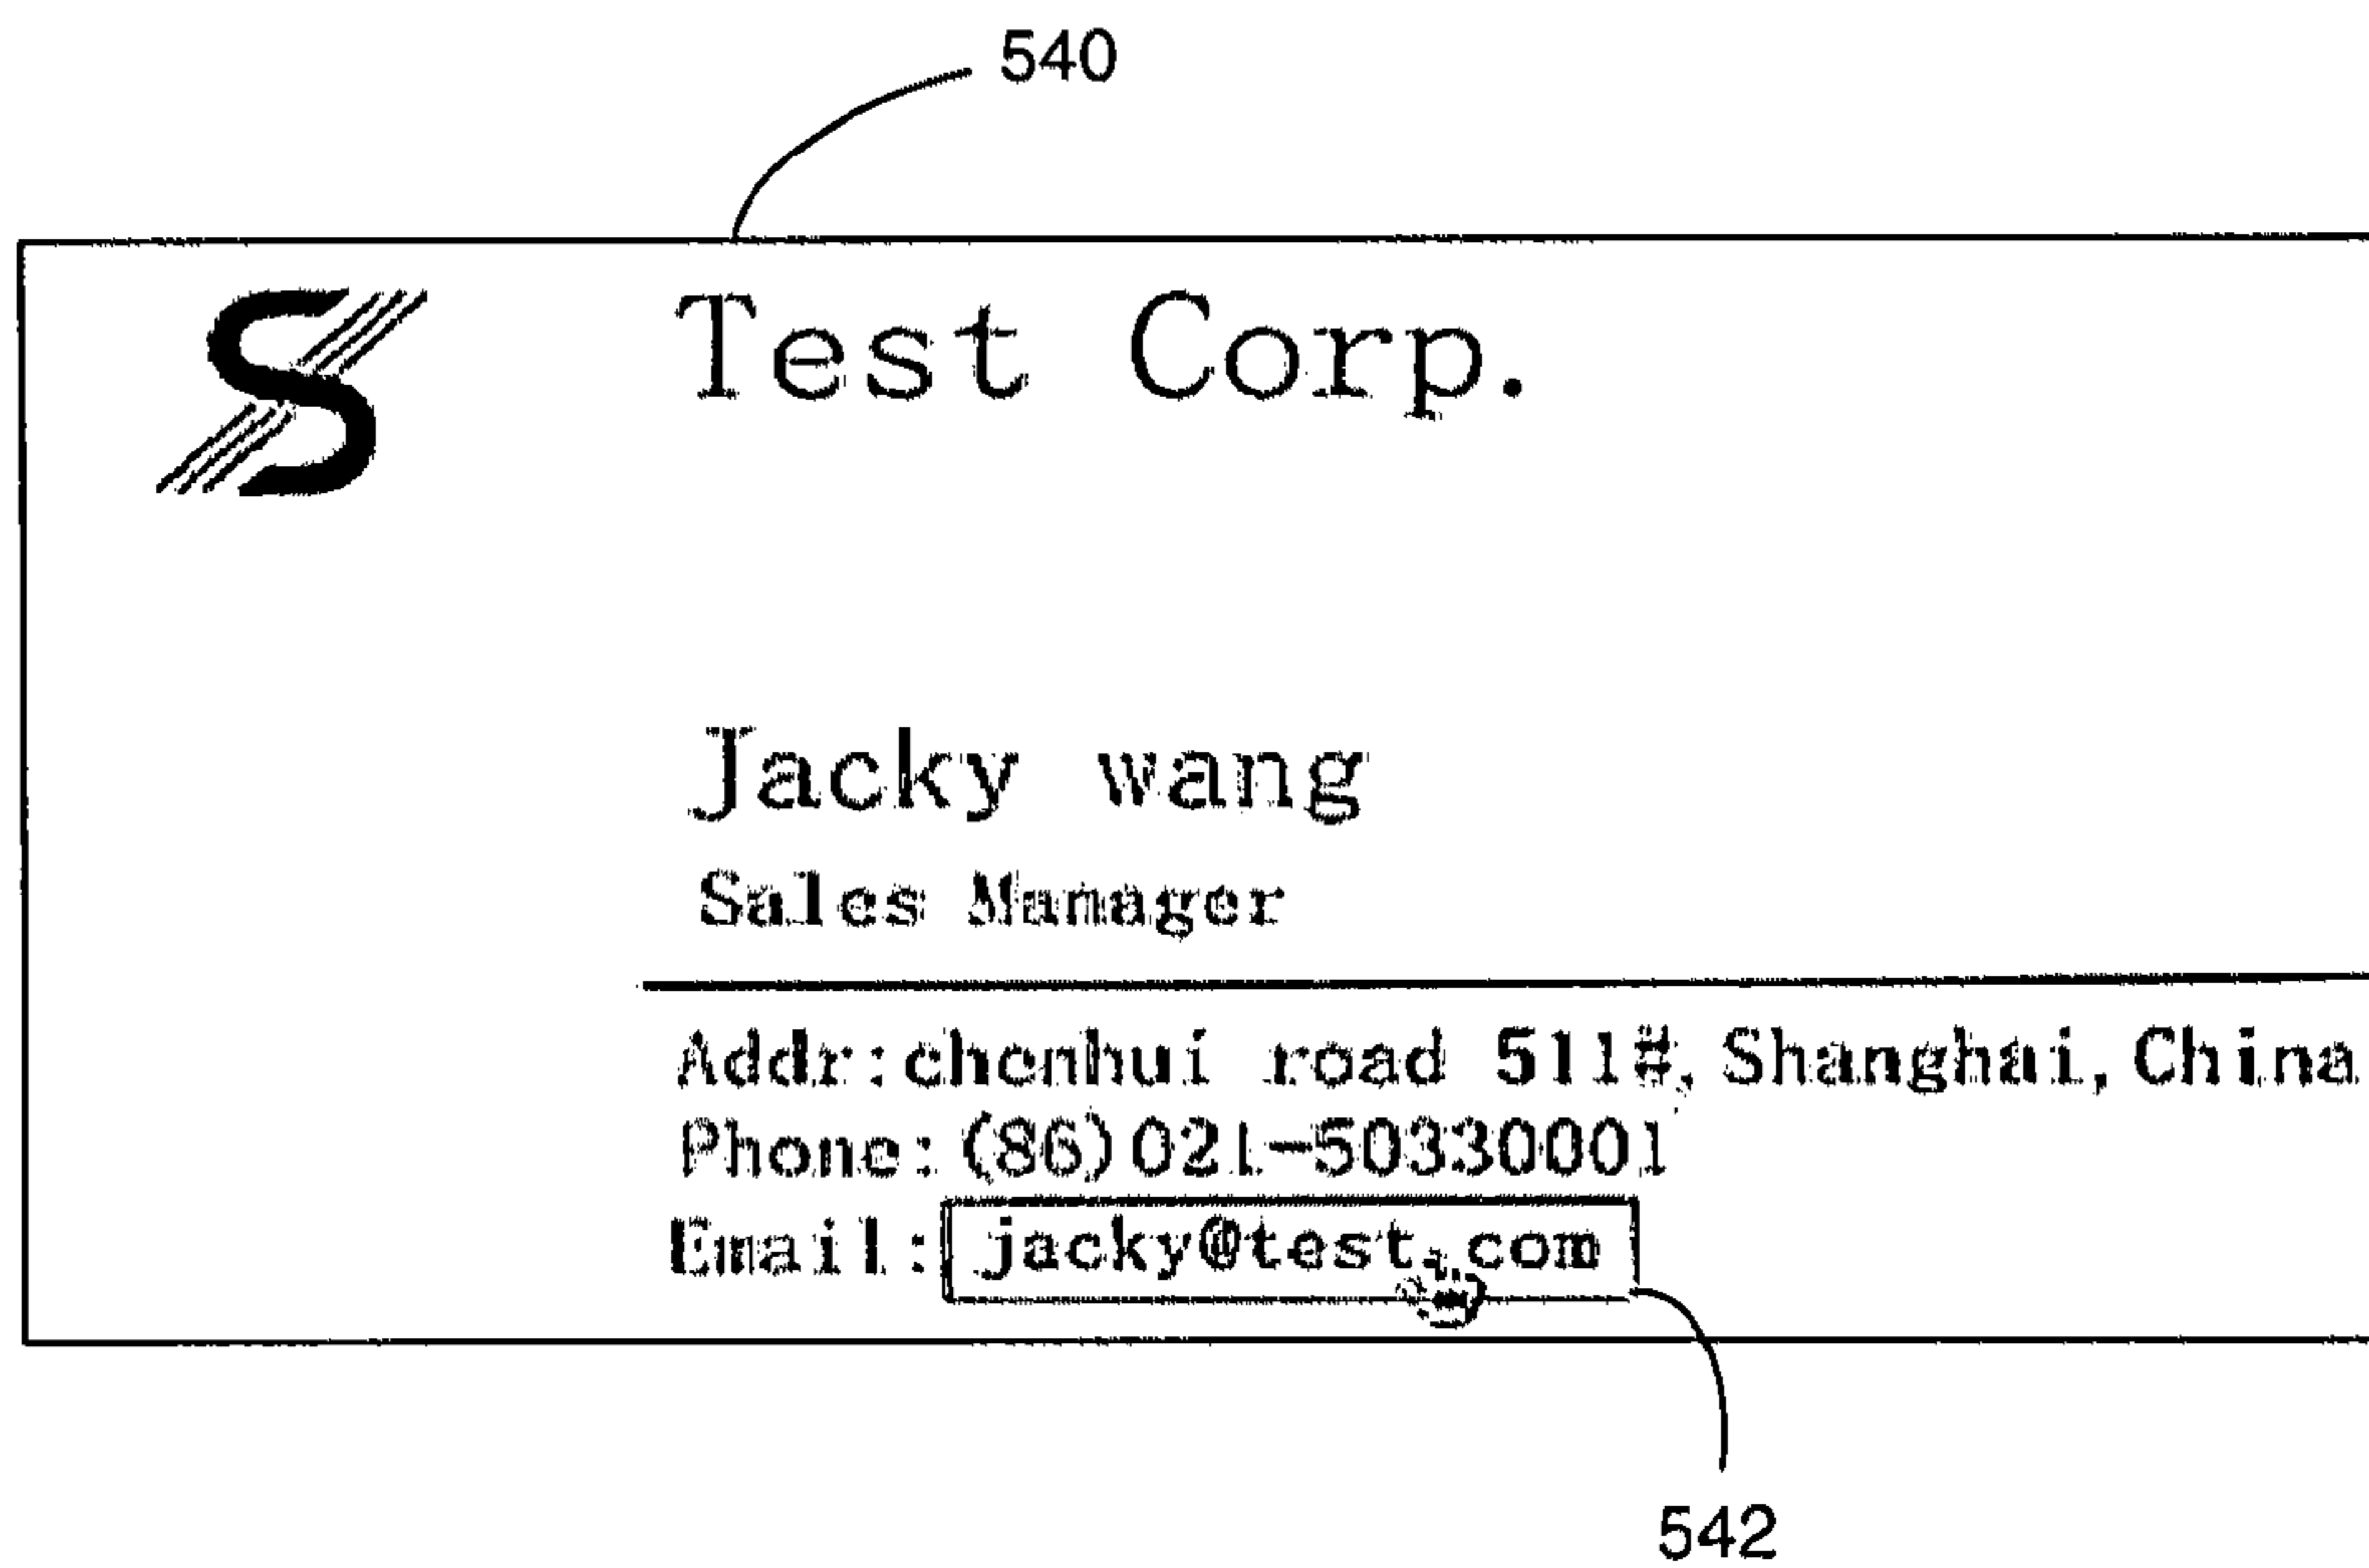 540
S
Test Corp.
Jacky wang
Sales Manager
Addr:chenhui road 511#, Shanghai, China
Phone: (86)021-50330001
Email: jacky@test.com
542